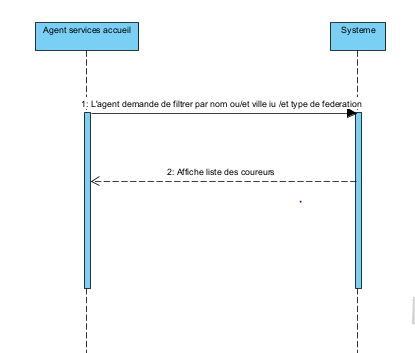 Agent services accueil
Systeme
1: L'agent demande de filtrer par nom ou/et ville iu /et type de federation
2: Affiche liste des coureurs